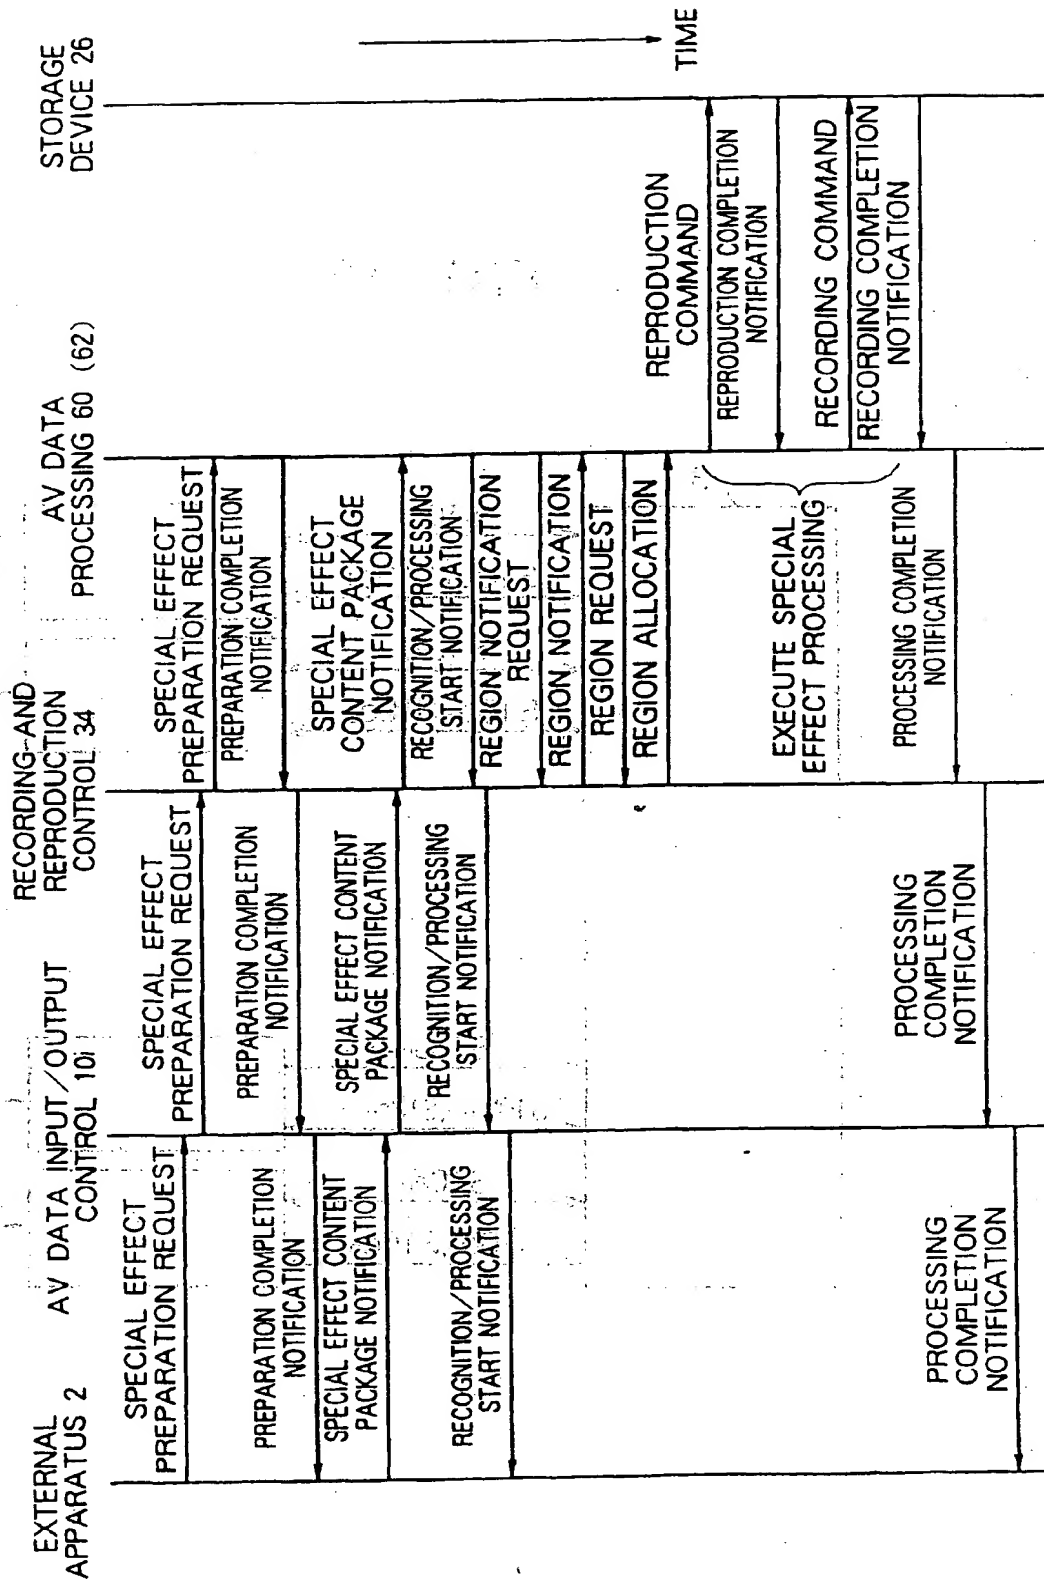 EXTERNAL
APPARATUS 2
AV DATA INPUT/OUTPUT
CONTROL 10i
RECORDING AND
REPRODUCTION
CONTROL 34
AV DATA
PROCESSING 60 (62)
STORAGE
DEVICE 26
TIME
SPECIAL EFFECT
PREPARATION REQUEST
PREPARATION COMPLETION
NOTIFICATION
SPECIAL EFFECT CONTENT
PACKAGE NOTIFICATION
RECOGNITION/PROCESSING
START NOTIFICATION
PROCESSING
COMPLETION
NOTIFICATION
SPECIAL EFFECT
PREPARATION REQUEST
PREPARATION COMPLETION
NOTIFICATION
SPECIAL EFFECT CONTENT
PACKAGE NOTIFICATION
RECOGNITION/PROCESSING
START NOTIFICATION
PROCESSING
COMPLETION
NOTIFICATION
SPECIAL EFFECT
PREPARATION REQUEST
PREPARATION COMPLETION
NOTIFICATION
SPECIAL EFFECT
CONTENT PACKAGE
NOTIFICATION
RECOGNITION/PROCESSING
START NOTIFICATION
REGION NOTIFICATION
REQUEST
REGION NOTIFICATION
REGION REQUEST
REGION ALLOCATION
EXECUTE SPECIAL
EFFECT PROCESSING
PROCESSING COMPLETION
NOTIFICATION
REPRODUCTION
COMMAND
REPRODUCTION COMPLETION
NOTIFICATION
RECORDING COMMAND
RECORDING COMPLETION
NOTIFICATION